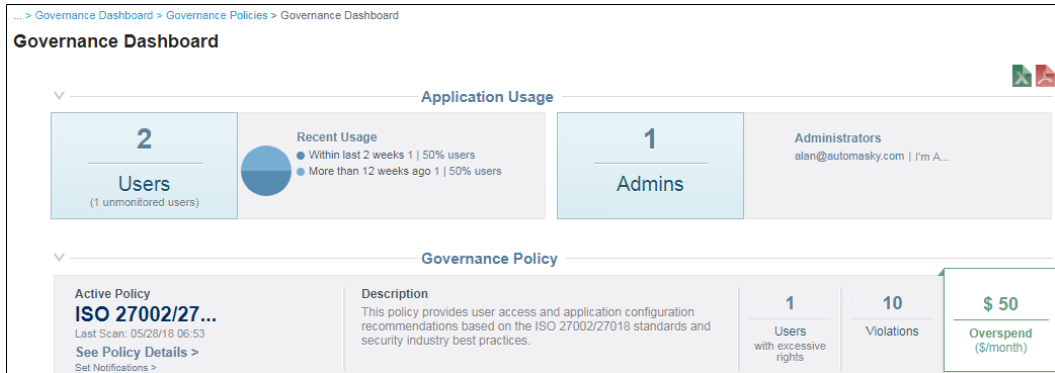 ... > Governance Dashboard > Governance Policies > Governance Dashboard
Governance Dashboard
Application Usage
2
Users
(1 unmonitored users)
Recent Usage
Within last 2 weeks 1 | 50% users
More than 12 weeks ago 1 | 50% users
1
Admins
Administrators
alan@automasky.com | I'm A...
Governance Policy
Active Policy
ISO 27002/27...
Last Scan: 05/28/18 06:53
See Policy Details >
Set Notifications >
Description
This policy provides user access and application configuration
recommendations based on the ISO 27002/27018 standards and
security industry best practices.
1
Users
with excessive
rights
10
Violations
$ 50
Overspend
($/month)